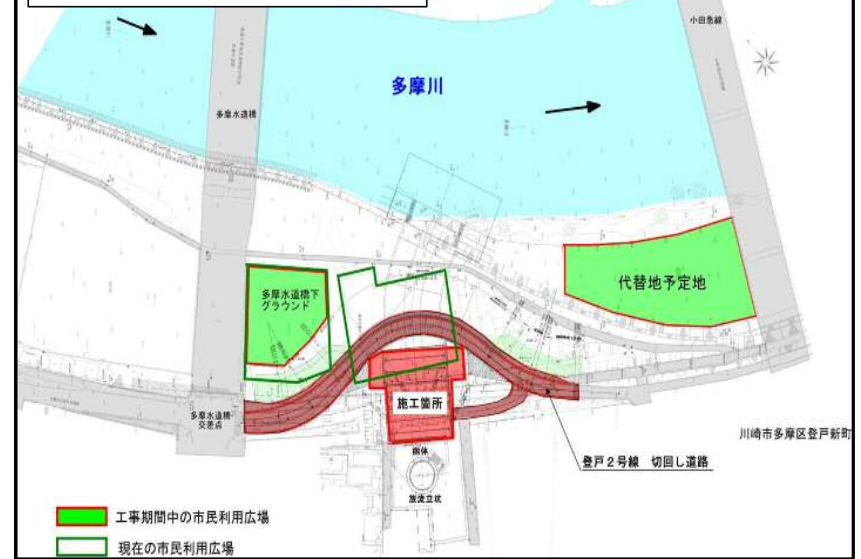 小田急線
多摩川
多摩水道橋
多摩水道橋下
グラウンド
代替地予定地
施工箇所
多摩水道橋
交差点
函体
放流立坑
登戸2号線 切回し道路
川崎市多摩区登戸新町
工事期間中の市民利用広場
現在の市民利用広場